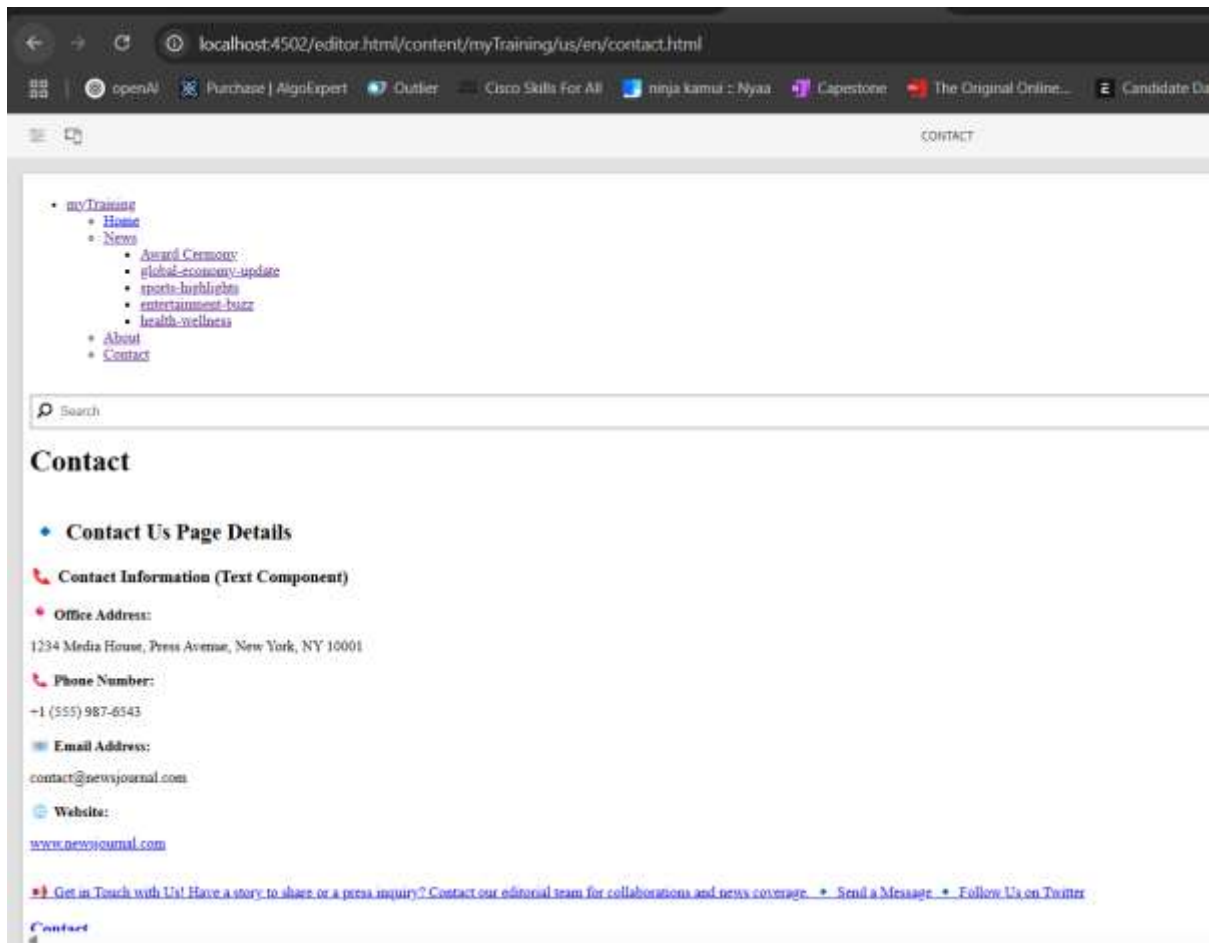 localhost:4502/editor.html/content/myTraining/us/en/contact.html
openAI Purchase | AlgoExpert Outlier Cisco Skills For All ninja kamui :: Nyaa Capestone The Original Online... Candidate Da
CONTACT
myTraining
Home
News
Award Cermony
global-economy-update
sports-highlights
entertainment-buzz
health-wellness
About
Contact
Search
Contact
Contact Us Page Details
Contact Information (Text Component)
Office Address:
1234 Media House, Press Avenue, New York, NY 10001
Phone Number:
+1 (555) 987-6543
Email Address:
contact@newsjournal.com
Website:
www.newsjournal.com
Get in Touch with Us! Have a story to share or a press inquiry? Contact our editorial team for collaborations and news coverage. 🔹 Send a Message 🔹 Follow Us on Twitter
Contact